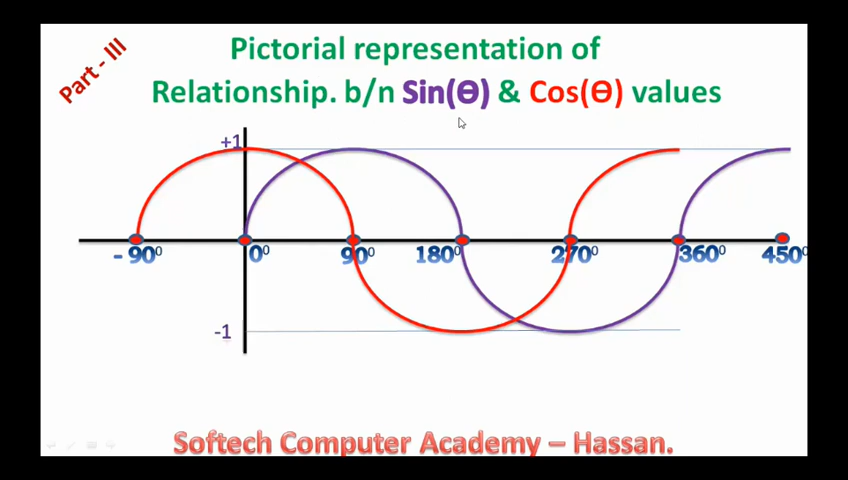 Part - III
Pictorial representation of
Relationship. b/n Sin(Ɵ) & Cos(Ɵ) values
+1
- 90⁰ 0⁰ 90⁰ 180⁰ 270⁰ 360⁰ 450⁰
-1
Softech Computer Academy – Hassan.